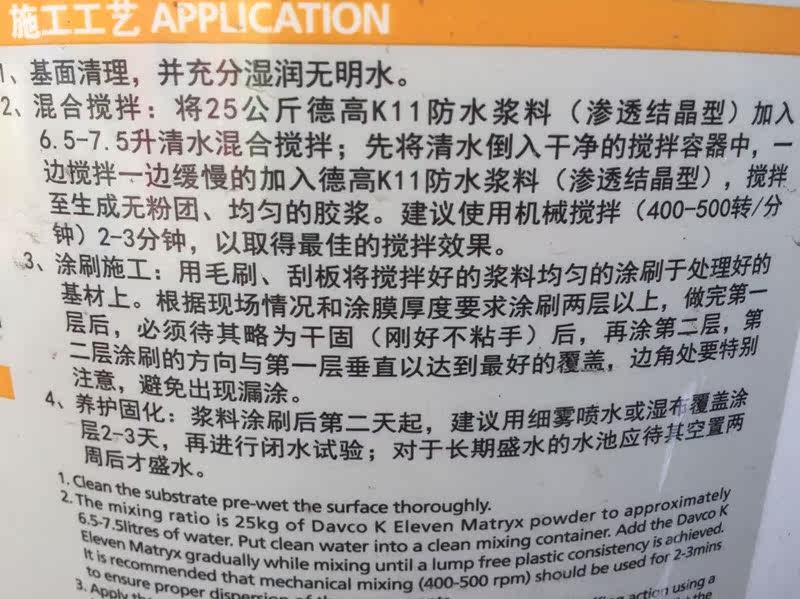 施工工艺 APPLICATION
1、基面清理，并充分湿润无明水。
2、混合搅拌：将25公斤德高K11防水浆料（渗透结晶型）加入
6.5-7.5升清水混合搅拌；先将清水倒入干净的搅拌容器中，一
边搅拌一边缓慢的加入德高K11防水浆料（渗透结晶型），搅拌
至生成无粉团、均匀的胶浆。建议使用机械搅拌（400-500转/分
钟）2-3分钟，以取得最佳的搅拌效果。
3、涂刷施工：用毛刷、刮板将搅拌好的浆料均匀的涂刷于处理好的
基材上。根据现场情况和涂膜厚度要求涂刷两层以上，做完第一
层后，必须待其略为干固（刚好不粘手）后，再涂第二层，第
二层涂刷的方向与第一层垂直以达到最好的覆盖，边角处要特别
注意，避免出现漏涂。
4、养护固化：浆料涂刷后第二天起，建议用细雾喷水或湿布覆盖涂
层2-3天，再进行闭水试验；对于长期盛水的水池应待其空置两
周后才盛水。
1. Clean the substrate pre-wet the surface thoroughly.
2. The mixing ratio is 25kg of Davco K Eleven Matryx powder to approximately
6.5-7.5litres of water. Put clean water into a clean mixing container. Add the Davco K
Eleven Matryx gradually while mixing until a lump free plastic consistency is achieved.
It is recommended that mechanical mixing (400-500 rpm) should be used for 2-3mins
to ensure proper dispersion of
3. Apply action using a